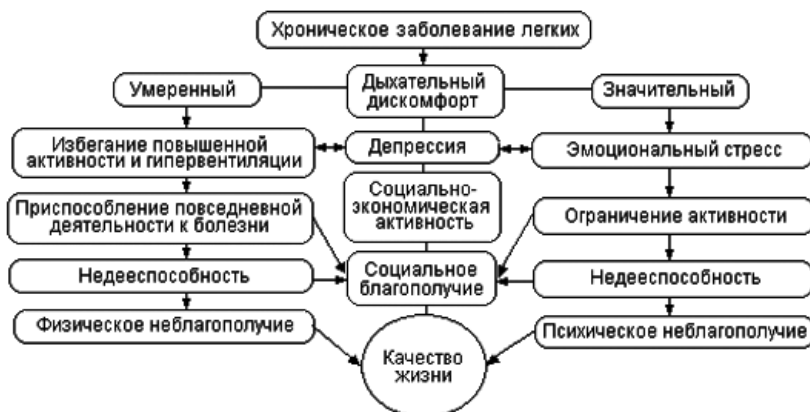 Хроническое заболевание легких
Умеренный
Дыхательный
дискомфорт
Значительный
Избегание повышенной
активности и гипервентиляции
Депрессия
Эмоциональный стресс
Социально-
экономическая
активность
Приспособление повседневной
деятельности к болезни
Ограничение активности
Недееспособность
Социальное
благополучие
Недееспособность
Физическое неблагополучие
Психическое неблагополучие
Качество
жизни